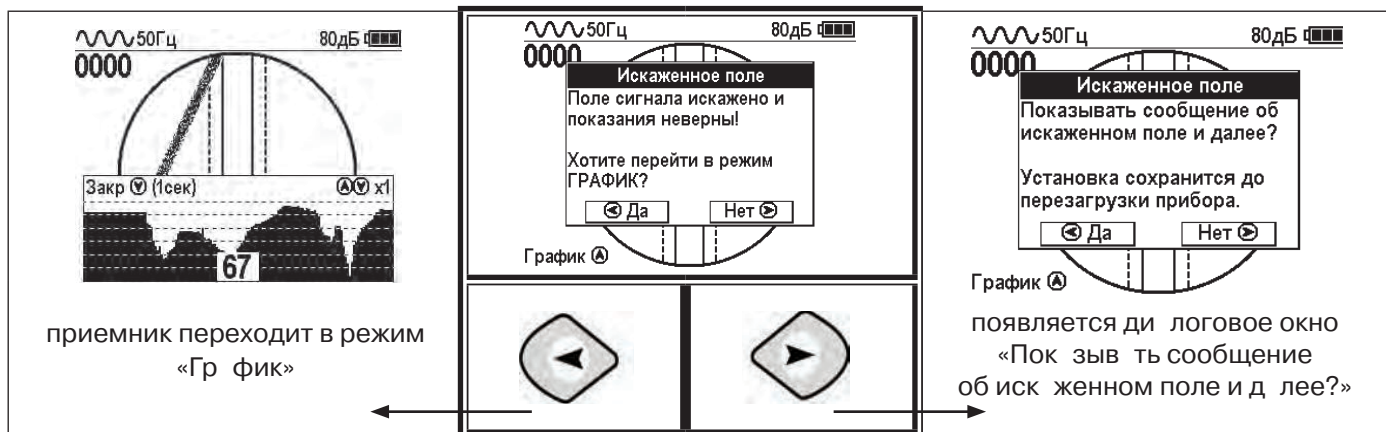 50Гц 80дБ
0000
Закр (1сек) x1
67
приемник переходит в режим
«Гр фик»
50Гц 80дБ
0000
Искаженное поле
Поле сигнала искажено и
показания неверны!
Хотите перейти в режим
ГРАФИК?
Да Нет
График
50Гц 80дБ
0000
Искаженное поле
Показывать сообщение об
искаженном поле и далее?
Установка сохранится до
перезагрузки прибора.
Да Нет
График
появляется ди логовое окно
«Пок зыв ть сообщение
об иск женном поле и д лее?»